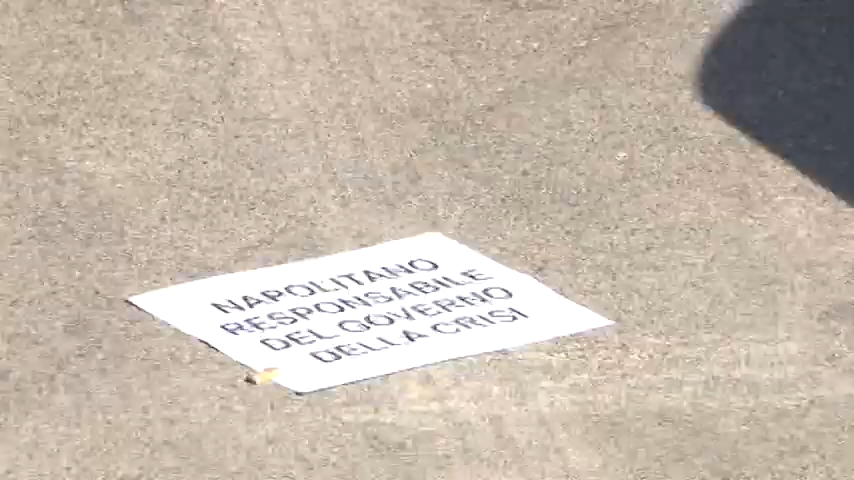 NAPOLITANO
RESPONSABILE
DEL GOVERNO
DELLA CRISI